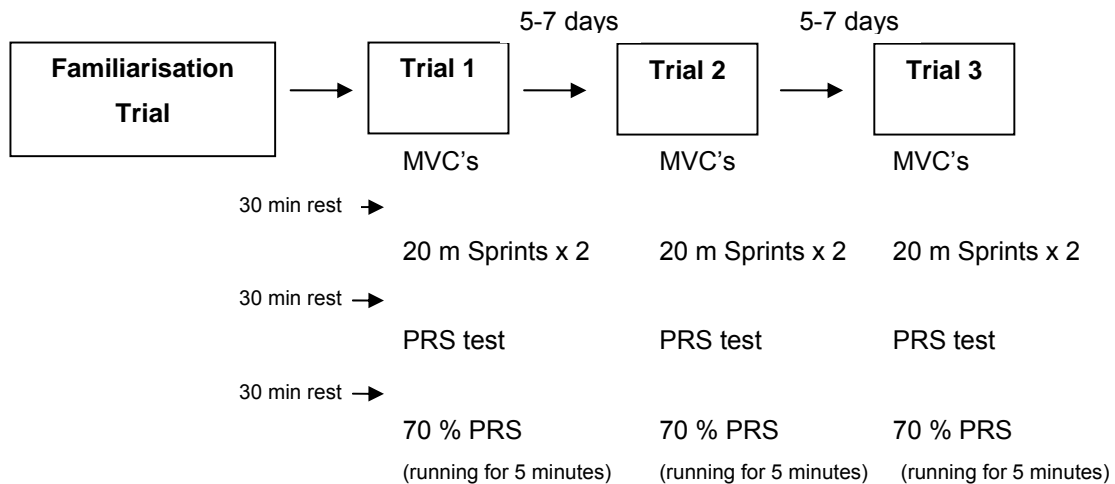 5-7 days 5-7 days
Familiarisation Trial 1 Trial 2 Trial 3
Trial
MVC's MVC's MVC's
30 min rest
20 m Sprints x 2 20 m Sprints x 2 20 m Sprints x 2
30 min rest
PRS test PRS test PRS test
30 min rest
70 % PRS 70 % PRS 70 % PRS
(running for 5 minutes) (running for 5 minutes) (running for 5 minutes)